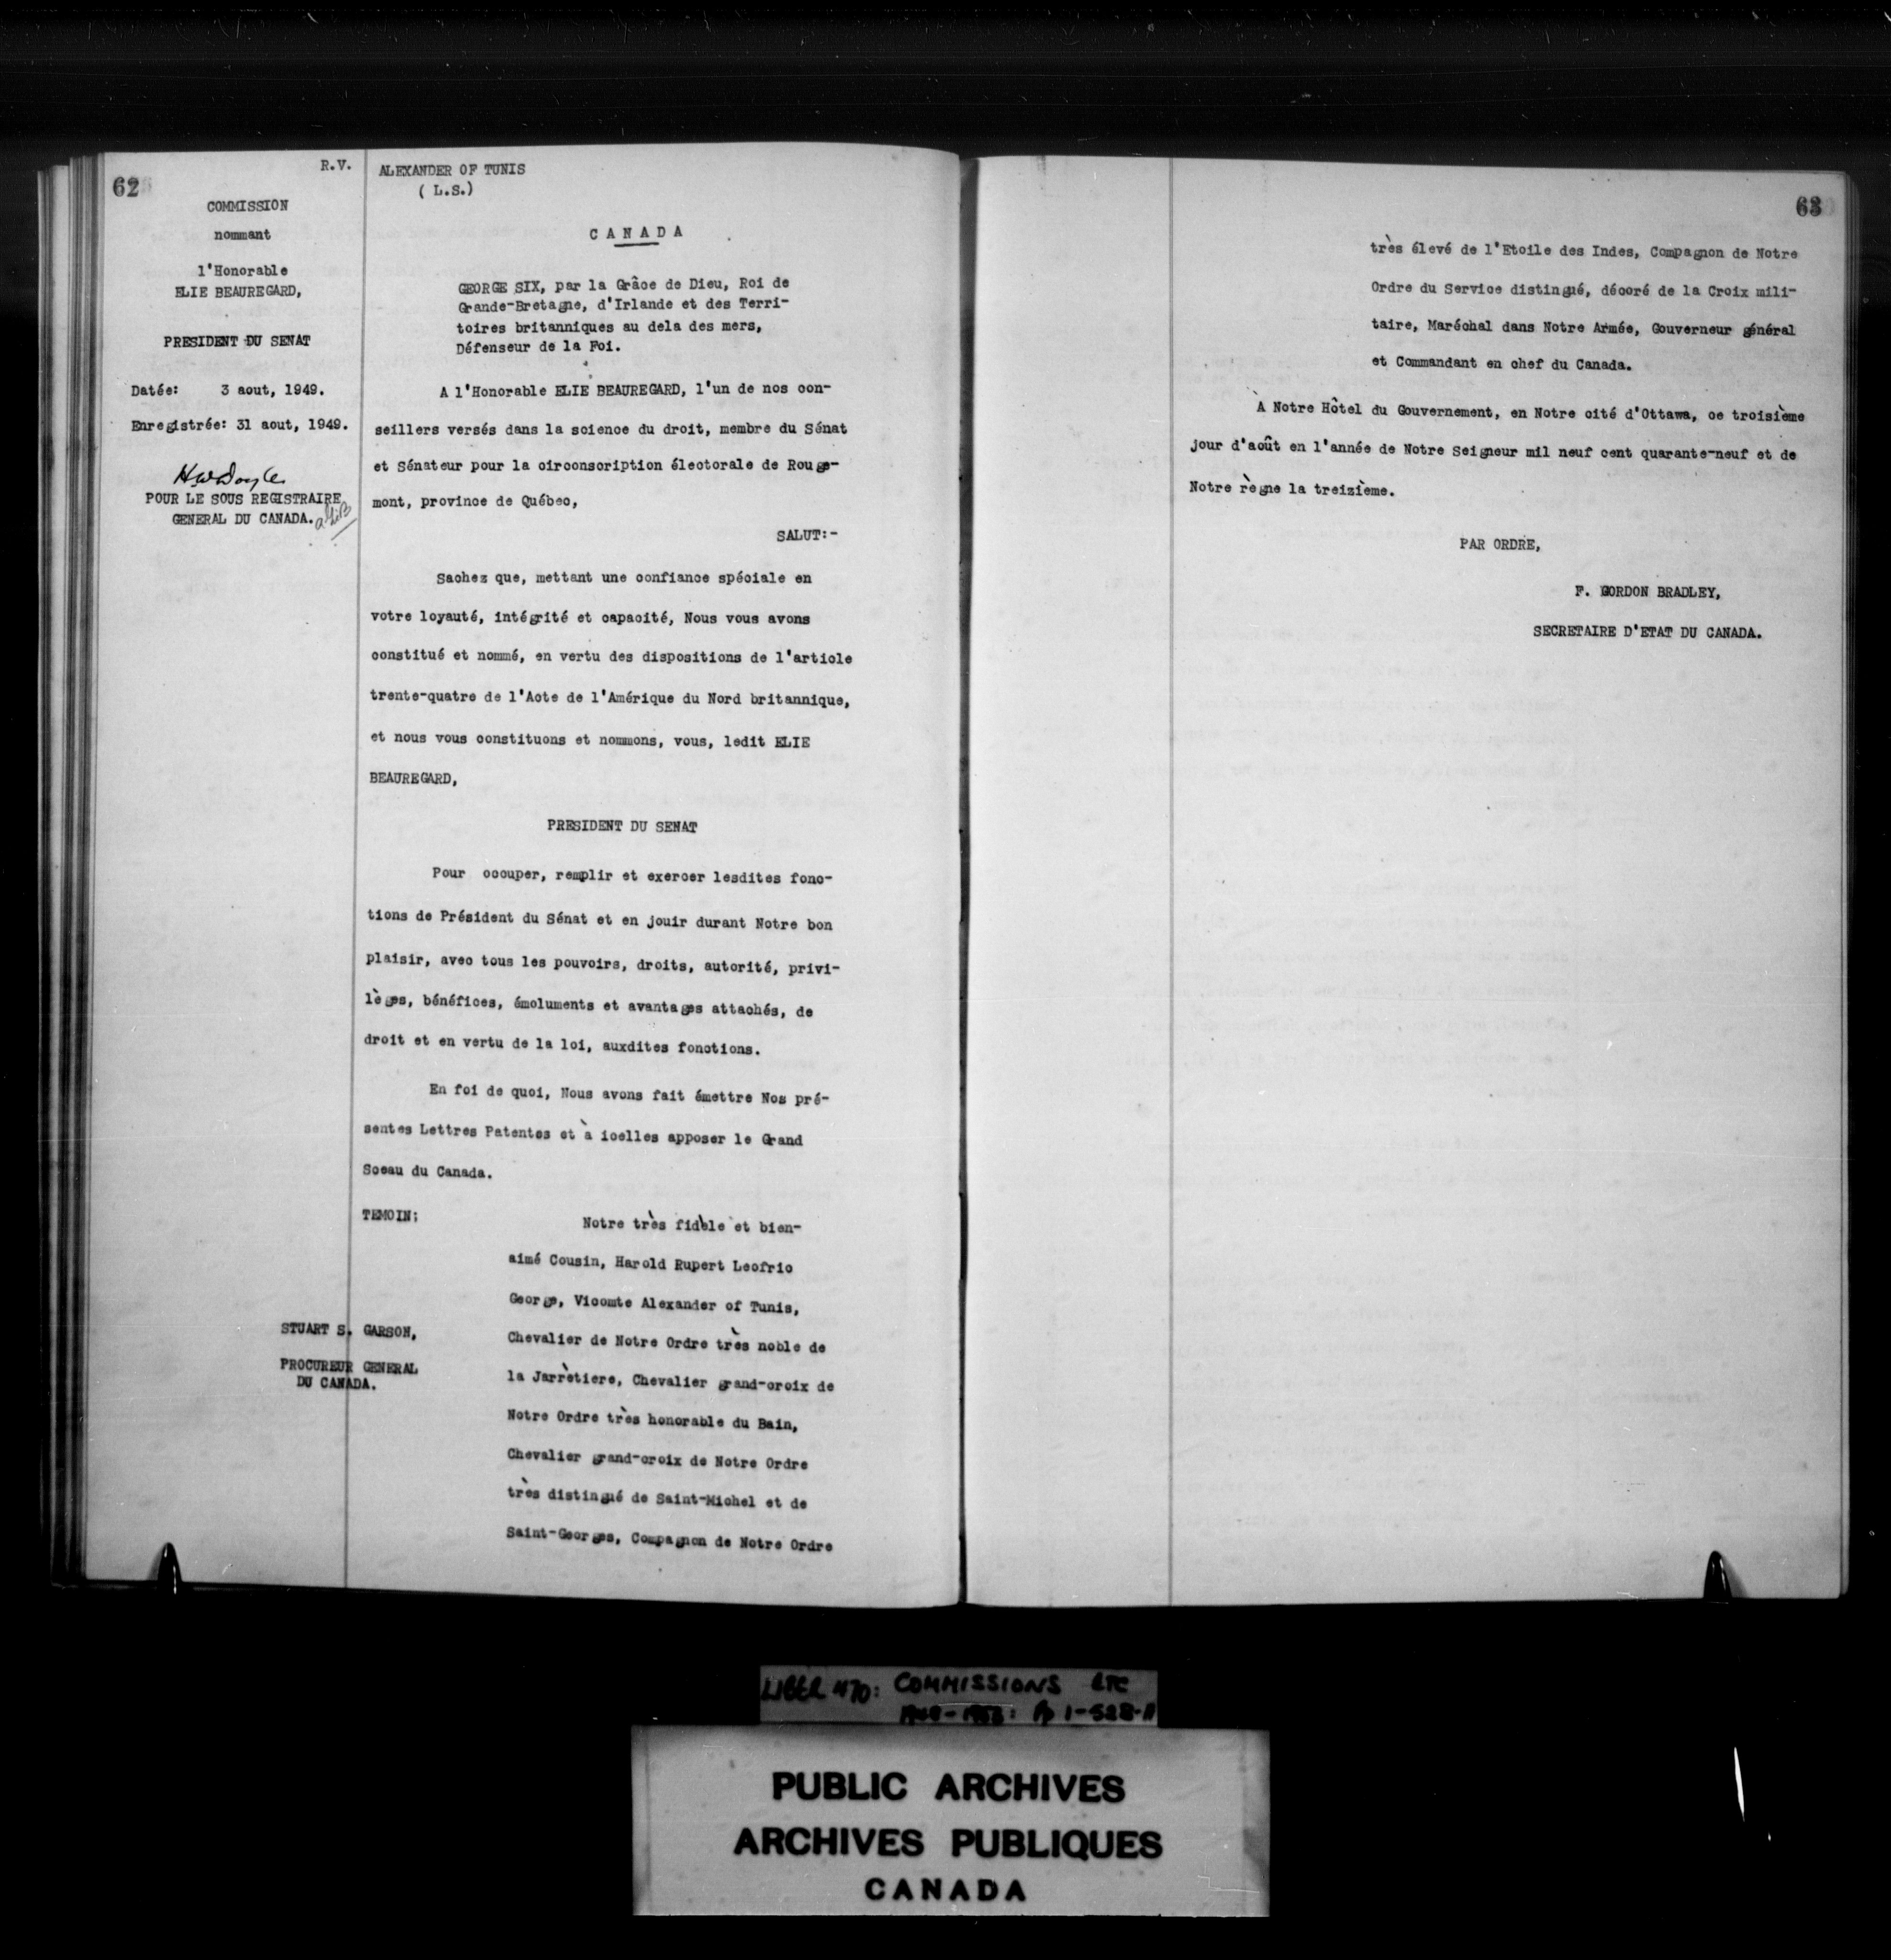 62
R.V.
COMMISSION
nommant
l'Honorable
ELIE BEAUREGARD,
PRESIDENT DU SENAT
Datée: 3 aout, 1949.
Enregistrée: 31 aout, 1949.
HWDoyle
POUR LE SOUS REGISTRAIRE
GENERAL DU CANADA.
ALEXANDER OF TUNIS
( L.S.)
CANADA
GEORGE SIX, par la Grâce de Dieu, Roi de
Grande-Bretagne, d'Irlande et des Terri-
toires britanniques au dela des mers,
Défenseur de la Foi.
A l'Honorable ELIE BEAUREGARD, l'un de nos con-
seillers versés dans la science du droit, membre du Sénat
et Sénateur pour la circonscription électorale de Rouge-
mont, province de Québec,
SALUT:-
Sachez que, mettant une confiance spéciale en
votre loyauté, intégrité et capacité, Nous vous avons
constitué et nommé, en vertu des dispositions de l'article
trente-quatre de l'Acte de l'Amérique du Nord britannique,
et nous vous constituons et nommons, vous, ledit ELIE
BEAUREGARD,
PRESIDENT DU SENAT
Pour occuper, remplir et exercer lesdites fonc-
tions de Président du Sénat et en jouir durant Notre bon
plaisir, avec tous les pouvoirs, droits, autorité, privi-
lèges, bénéfices, émoluments et avantages attachés, de
droit et en vertu de la loi, auxdites fonctions.
En foi de quoi, Nous avons fait émettre Nos pré-
sentes Lettres Patentes et à icelles apposer le Grand
Sceau du Canada.
TEMOIN:
Notre très fidèle et bien-
aimé Cousin, Harold Rupert Leofric
George, Vicomte Alexander of Tunis,
Chevalier de Notre Ordre très noble de
la Jarrètiere, Chevalier grand-croix de
Notre Ordre très honorable du Bain,
Chevalier grand-croix de Notre Ordre
très distingué de Saint-Michel et de
Saint-Georges, Compagnon de Notre Ordre
STUART S. GARSON,
PROCUREUR GENERAL
DU CANADA.
63
très élevé de l'Etoile des Indes, Compagnon de Notre
Ordre du Service distingué, décoré de la Croix mili-
taire, Maréchal dans Notre Armée, Gouverneur général
et Commandant en chef du Canada.
À Notre Hôtel du Gouvernement, en Notre cité d'Ottawa, ce troisième
jour d'août en l'année de Notre Seigneur mil neuf cent quarante-neuf et de
Notre règne la treizième.
PAR ORDRE,
F. GORDON BRADLEY,
SECRETAIRE D'ETAT DU CANADA.
LIBER 470: COMMISSIONS ETC
Pp 1-528-A
PUBLIC ARCHIVES
ARCHIVES PUBLIQUES
CANADA